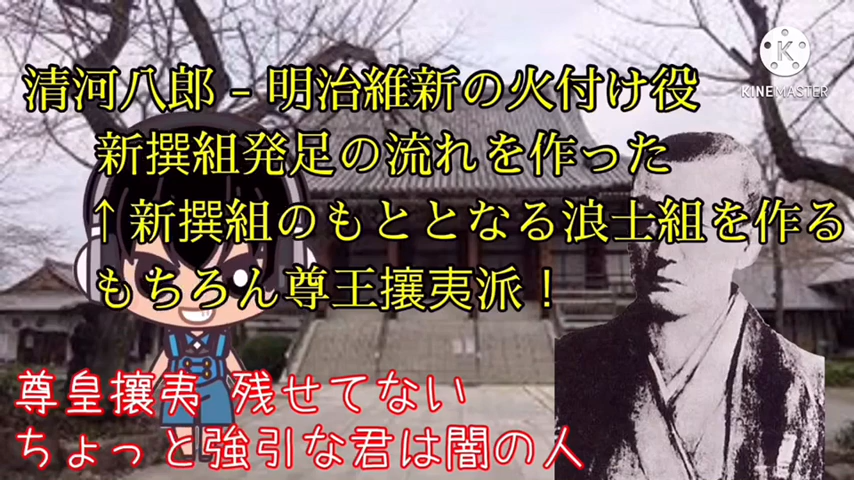 清河八郎 - 明治維新の火付け役
新撰組発足の流れを作った
↑新撰組のもととなる浪士組を作る
もちろん尊王攘夷派！
尊皇攘夷 残せてない
ちょっと強引な君は闇の人
K
KINEMASTER